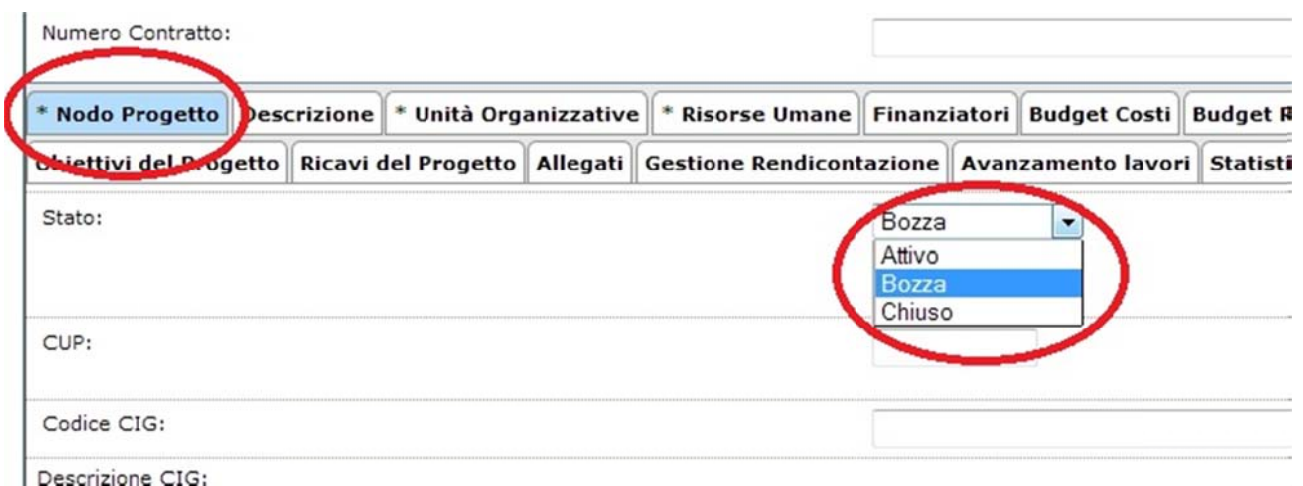 Numero Contratto:
* Nodo Progetto Descrizione * Unità Organizzative * Risorse Umane Finanziatori Budget Costi Budget
Obiettivi del Progetto Ricavi del Progetto Allegati Gestione Rendicontazione Avanzamento lavori
Stato: Bozza
Attivo
Bozza
Chiuso
CUP:
Codice CIG:
Descrizione CIG: